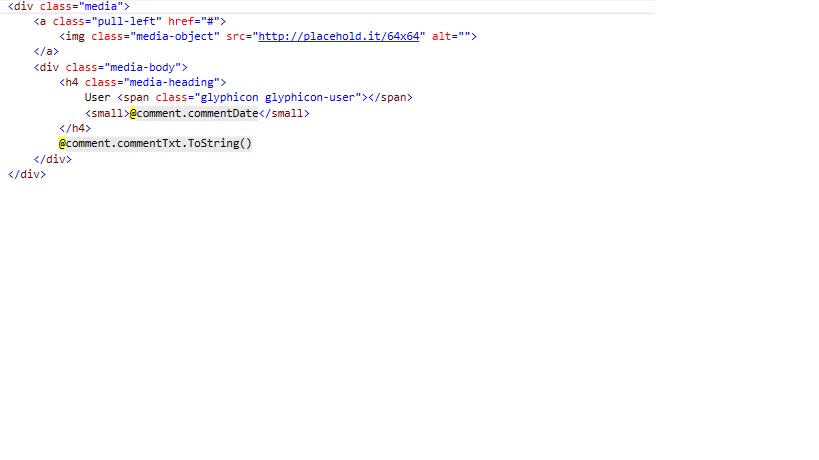 <div class="media">
    <a class="pull-left" href="#">
        <img class="media-object" src="http://placehold.it/64x64" alt="">
    </a>
    <div class="media-body">
        <h4 class="media-heading">
            User <span class="glyphicon glyphicon-user"></span>
            <small>@comment.commentDate</small>
        </h4>
        @comment.commentTxt.ToString()
    </div>
</div>